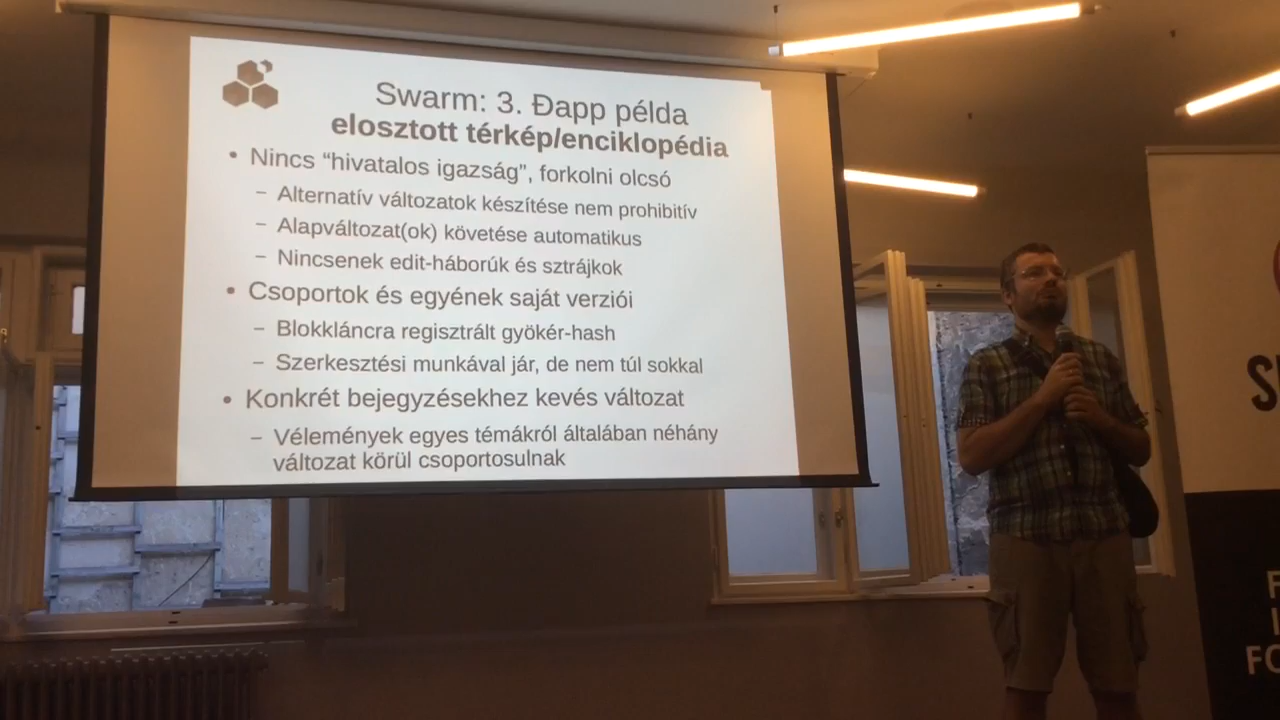 Swarm: 3. Đapp példa
elosztott térkép/enciklopédia
• Nincs “hivatalos igazság”, forkolni olcsó
– Alternatív változatok készítése nem prohibitív
– Alapváltozat(ok) követése automatikus
– Nincsenek edit-háborúk és sztrájkok
• Csoportok és egyének saját verziói
– Blokkláncra regisztrált gyökér-hash
– Szerkesztési munkával jár, de nem túl sokkal
• Konkrét bejegyzésekhez kevés változat
– Vélemények egyes témákról általában néhány
változat körül csoportosulnak